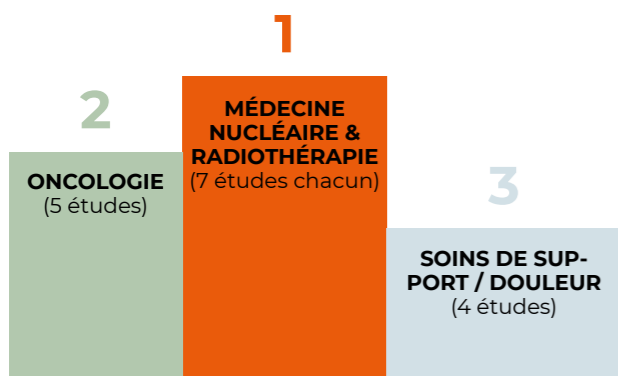 1
MÉDECINE
NUCLÉAIRE &
RADIOTHÉRAPIE
(7 études chacun)
2
ONCOLOGIE
(5 études)
3
SOINS DE SUP-
PORT / DOULEUR
(4 études)